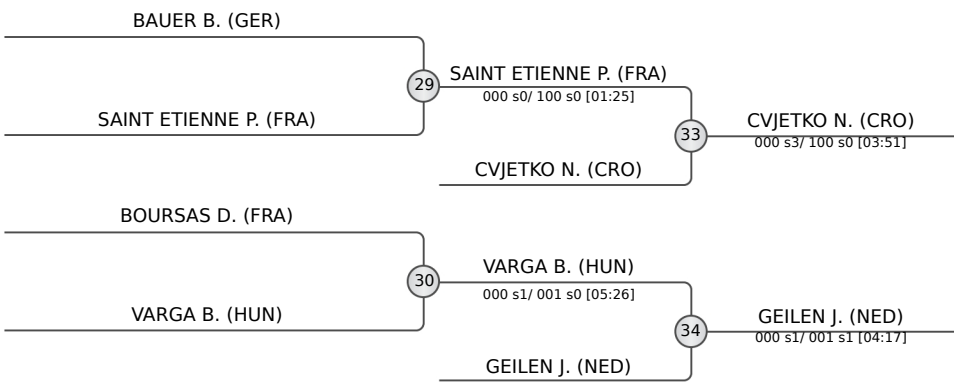 BAUER B. (GER)
29
SAINT ETIENNE P. (FRA)
000 s0/ 100 s0 [01:25]
SAINT ETIENNE P. (FRA)
33
CVJETKO N. (CRO)
000 s3/ 100 s0 [03:51]
CVJETKO N. (CRO)
BOURSAS D. (FRA)
30
VARGA B. (HUN)
000 s1/ 001 s0 [05:26]
VARGA B. (HUN)
34
GEILEN J. (NED)
000 s1/ 001 s1 [04:17]
GEILEN J. (NED)